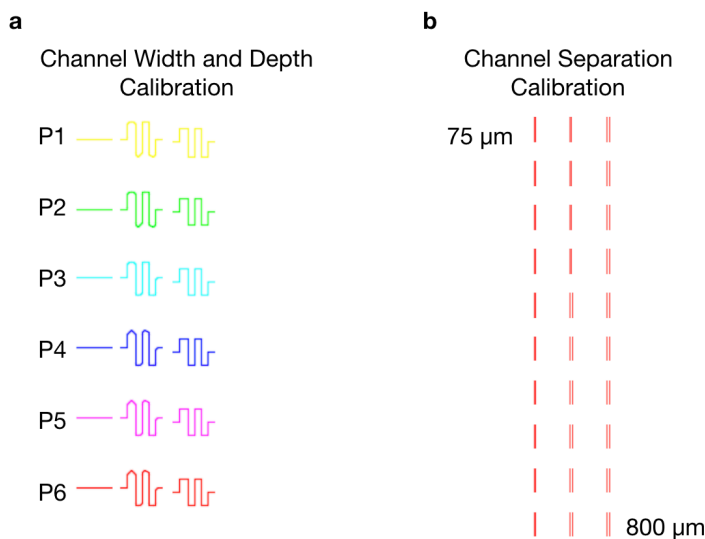 a
Channel Width and Depth
Calibration
P1
P2
P3
P4
P5
P6
b
Channel Separation
Calibration
75 μm
800 μm